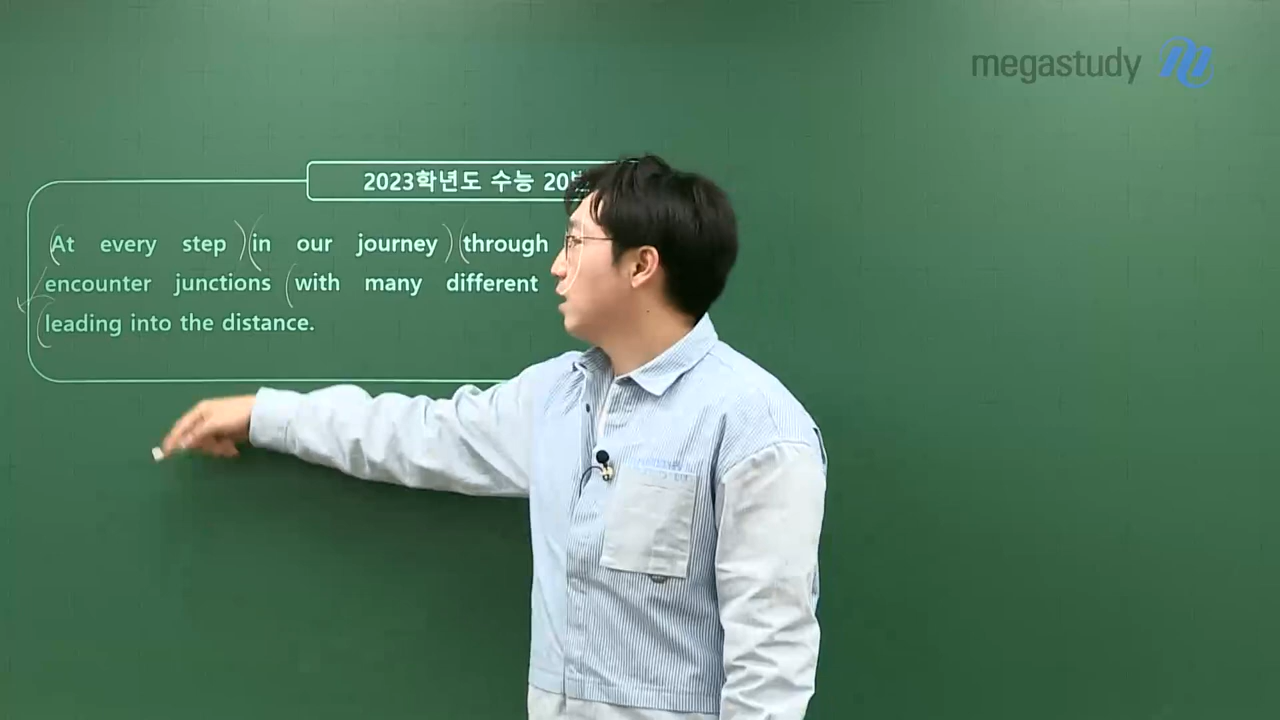 megastudy
2023학년도 수능 20
At every step in our journey through
encounter junctions with many different
leading into the distance.